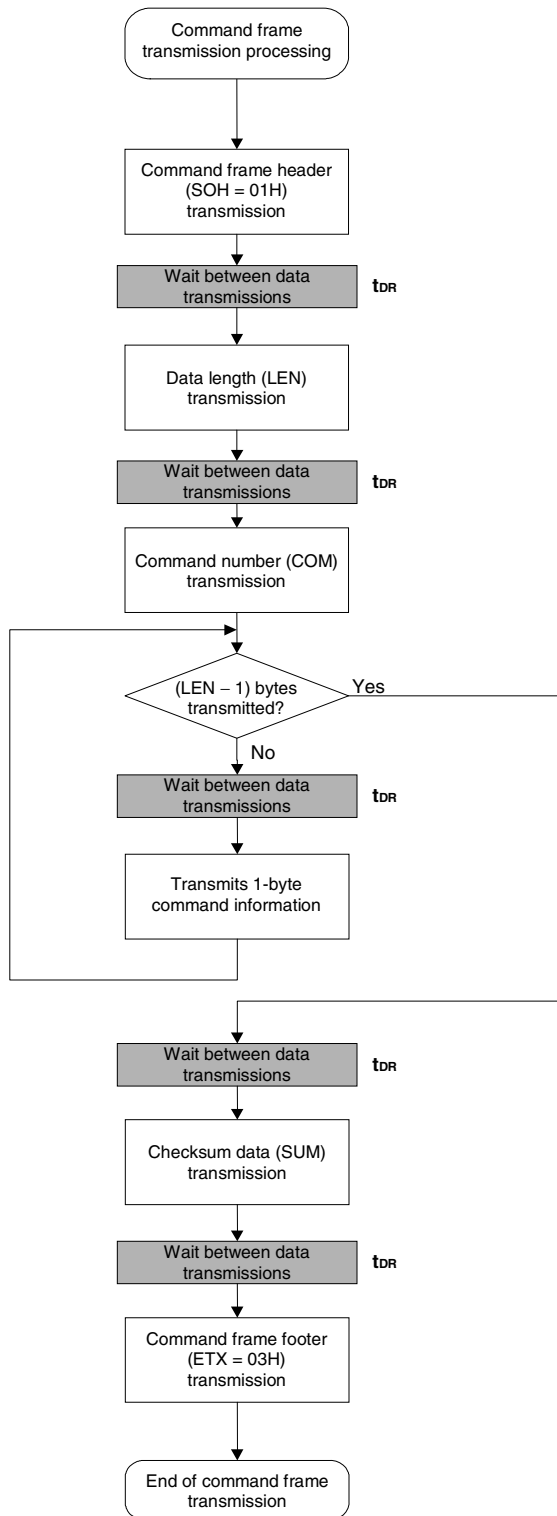 Command frame
transmission processing
Command frame header
(SOH = 01H)
transmission
Wait between data
transmissions
tDR
Data length (LEN)
transmission
Wait between data
transmissions
tDR
Command number (COM)
transmission
(LEN − 1) bytes
transmitted?
Yes
No
Wait between data
transmissions
tDR
Transmits 1-byte
command information
Wait between data
transmissions
tDR
Checksum data (SUM)
transmission
Wait between data
transmissions
tDR
Command frame footer
(ETX = 03H)
transmission
End of command frame
transmission